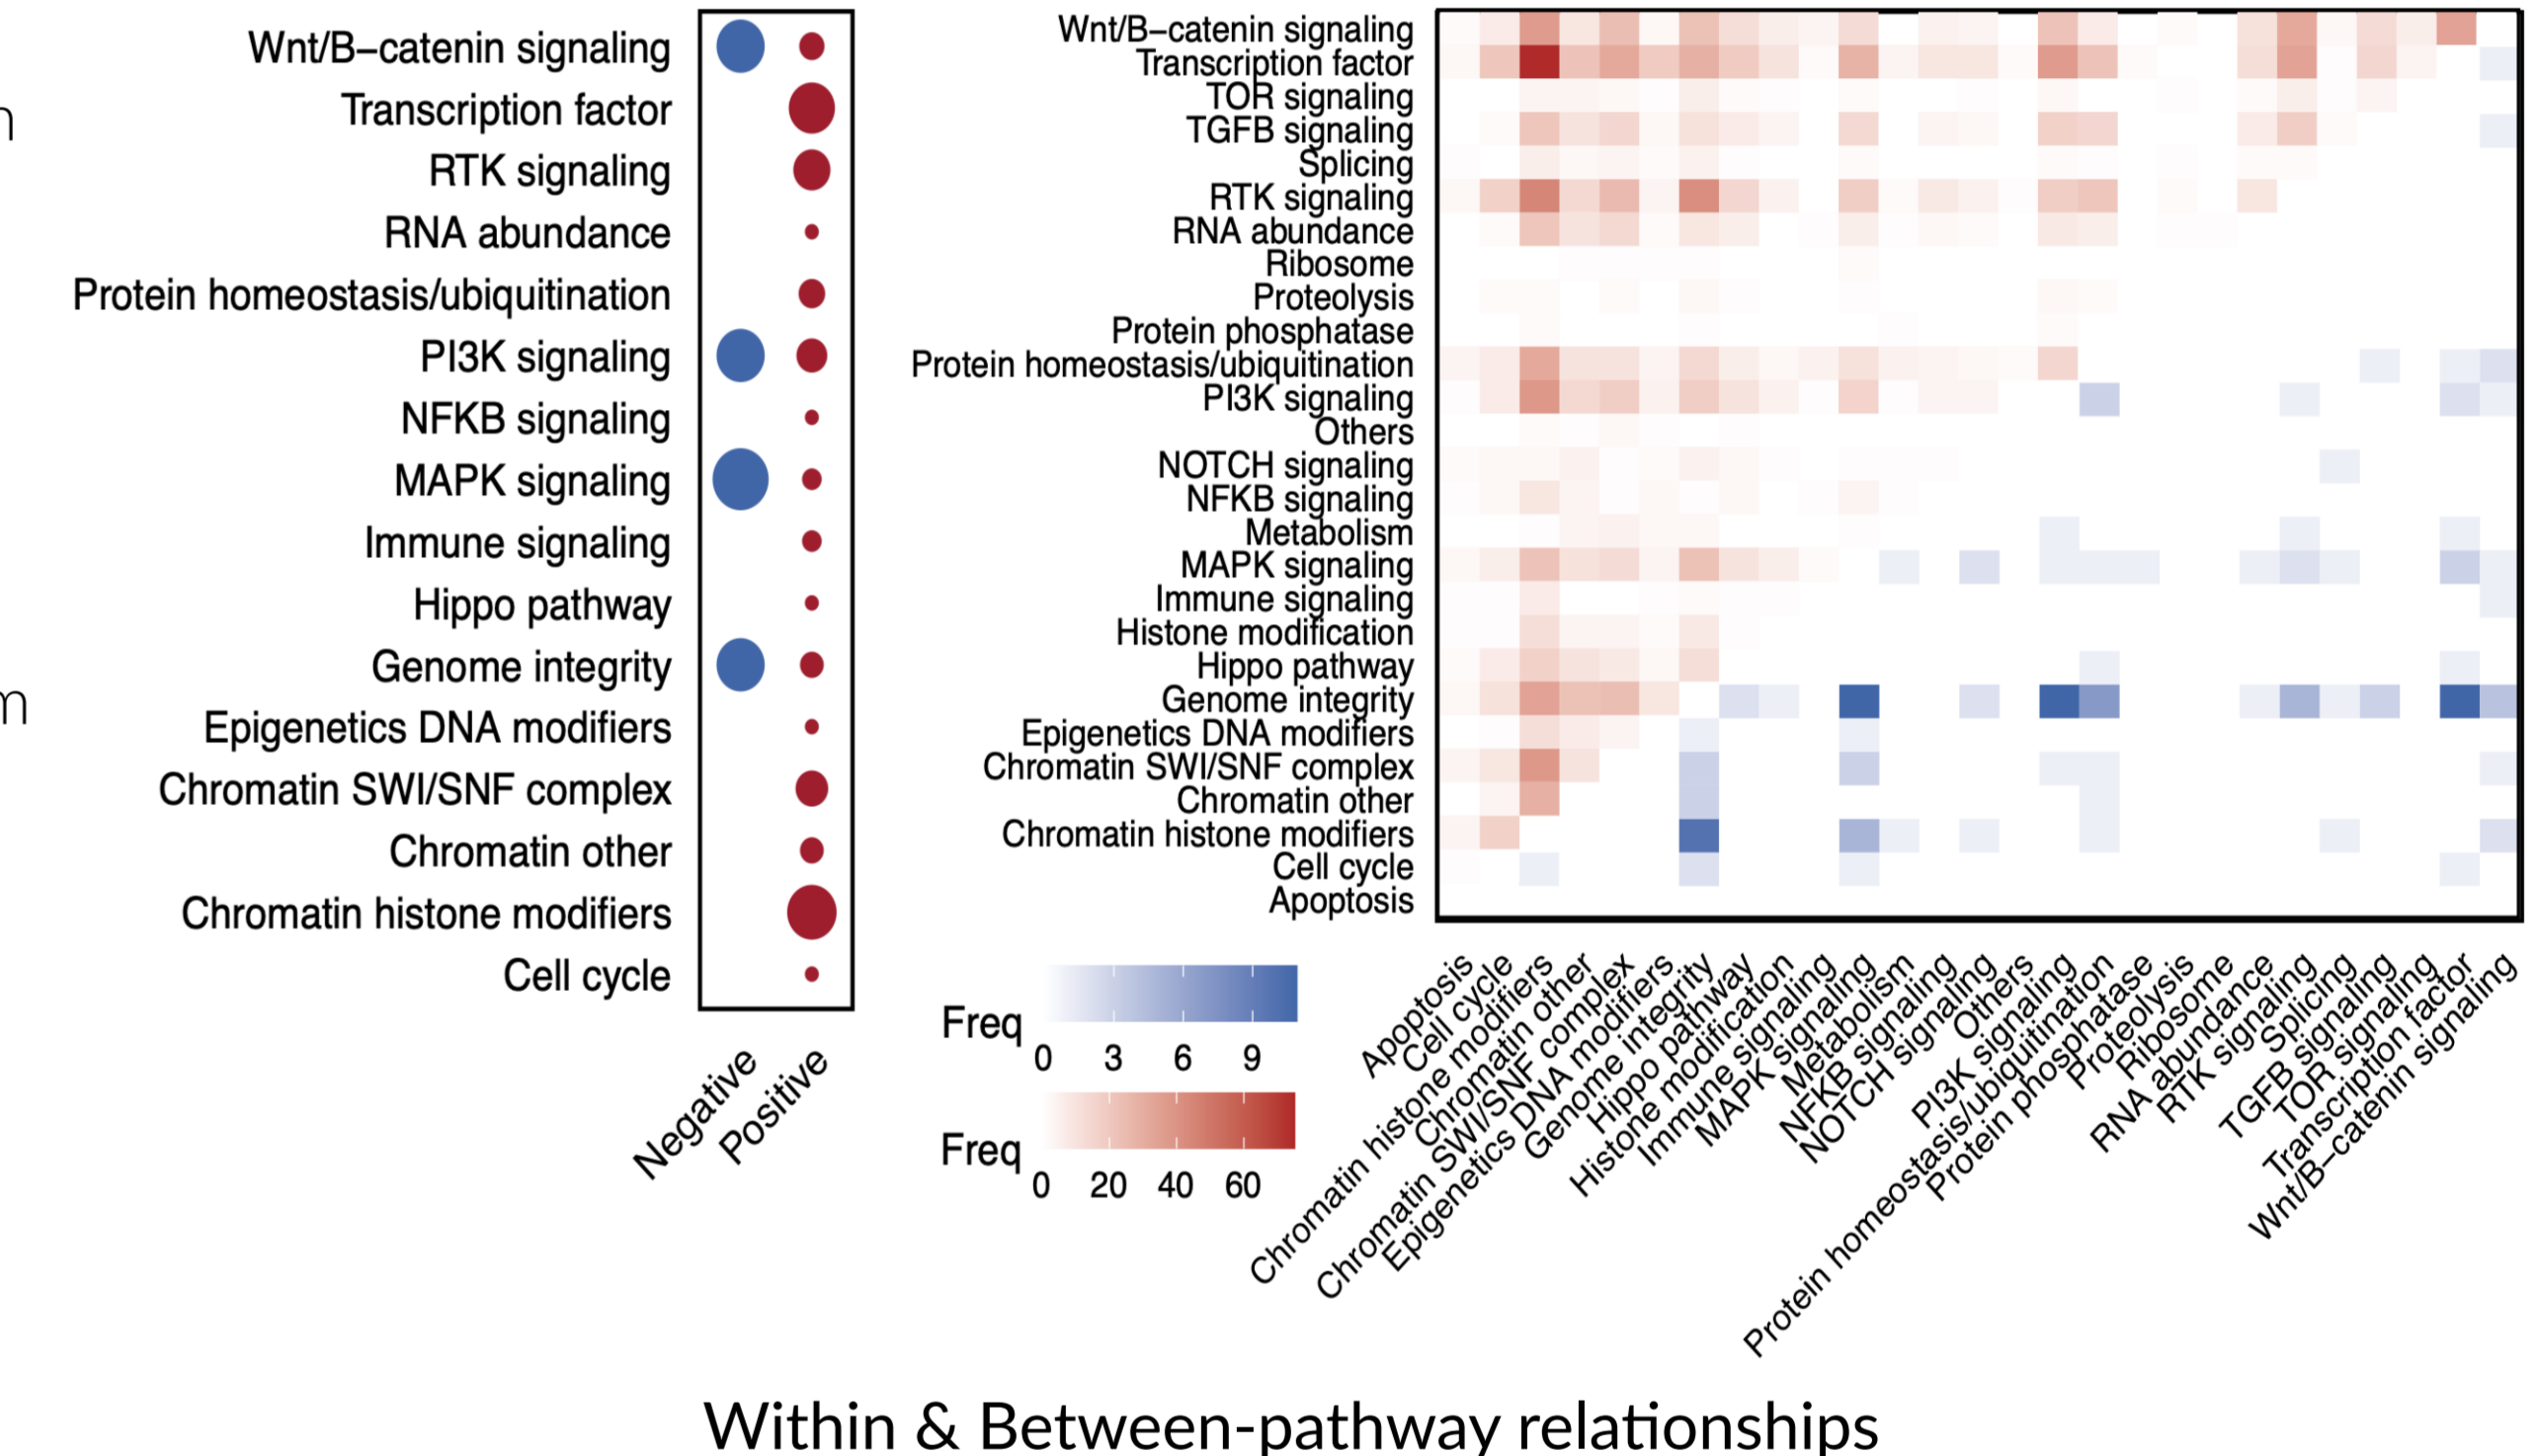 Wnt/B−catenin signaling
Transcription factor
RTK signaling
RNA abundance
Protein homeostasis/ubiquitination
PI3K signaling
NFKB signaling
MAPK signaling
Immune signaling
Hippo pathway
Genome integrity
Epigenetics DNA modifiers
Chromatin SWI/SNF complex
Chromatin other
Chromatin histone modifiers
Cell cycle
Negative
Positive
n
m
Wnt/B−catenin signaling
Transcription factor
TOR signaling
TGFB signaling
Splicing
RTK signaling
RNA abundance
Ribosome
Proteolysis
Protein phosphatase
Protein homeostasis/ubiquitination
PI3K signaling
Others
NOTCH signaling
NFKB signaling
Metabolism
MAPK signaling
Immune signaling
Histone modification
Hippo pathway
Genome integrity
Epigenetics DNA modifiers
Chromatin SWI/SNF complex
Chromatin other
Chromatin histone modifiers
Cell cycle
Apoptosis
Freq
0 3 6 9
Freq
0 20 40 60
Apoptosis
Cell cycle
Chromatin histone modifiers
Chromatin other
Chromatin SWI/SNF complex
Epigenetics DNA modifiers
Genome integrity
Hippo pathway
Histone modification
Immune signaling
MAPK signaling
Metabolism
NFKB signaling
NOTCH signaling
Others
PI3K signaling
Protein homeostasis/ubiquitination
Protein phosphatase
Proteolysis
Ribosome
RNA abundance
RTK signaling
Splicing
TGFB signaling
TOR signaling
Transcription factor
Wnt/B−catenin signaling
Within & Between-pathway relationships